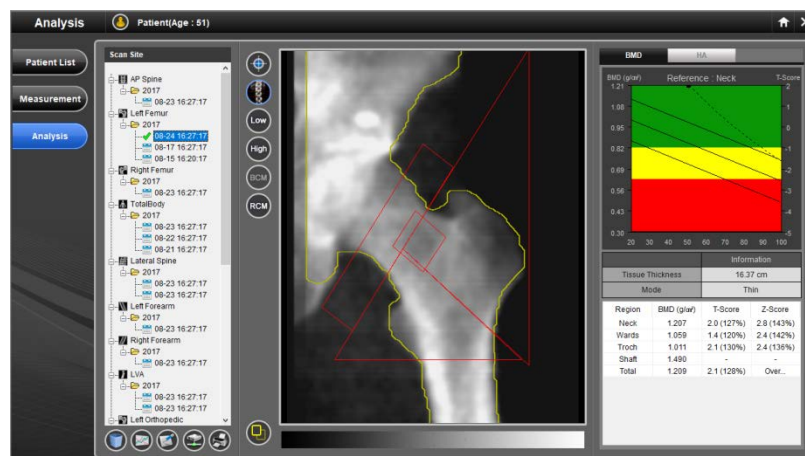 Analysis
Patient(Age : 51)
Patient List
Measurement
Analysis
Scan Site
AP Spine
2017
08-23 16:27:17
Left Femur
2017
08-24 16:27:17
08-17 16:27:17
08-15 16:20:17
Right Femur
2017
08-23 16:27:17
TotalBody
2017
08-23 16:27:17
08-22 16:27:17
08-21 16:27:17
Lateral Spine
2017
08-23 16:27:17
08-23 16:27:17
Left Forearm
2017
08-23 16:27:17
Right Forearm
2017
08-23 16:27:17
LVA
2017
08-23 16:27:17
08-23 16:27:17
Left Orthopedic
Low
High
BCM
RCM
BMD
HA
BMD (g/㎠) Reference : Neck T-Score
1.21 2
1.08 1
0.95 0
0.82 -1
0.69 -2
0.56 -3
0.43 -4
0.30 -5
20 30 40 50 60 70 80 90 100
Information
Tissue Thickness 16.37 cm
Mode Thin
Region BMD (g/㎠) T-Score Z-Score
Neck 1.207 2.0 (127%) 2.8 (143%)
Wards 1.059 1.4 (120%) 2.4 (142%)
Troch 1.011 2.1 (130%) 2.4 (136%)
Shaft 1.490 - -
Total 1.209 2.1 (128%) Over...